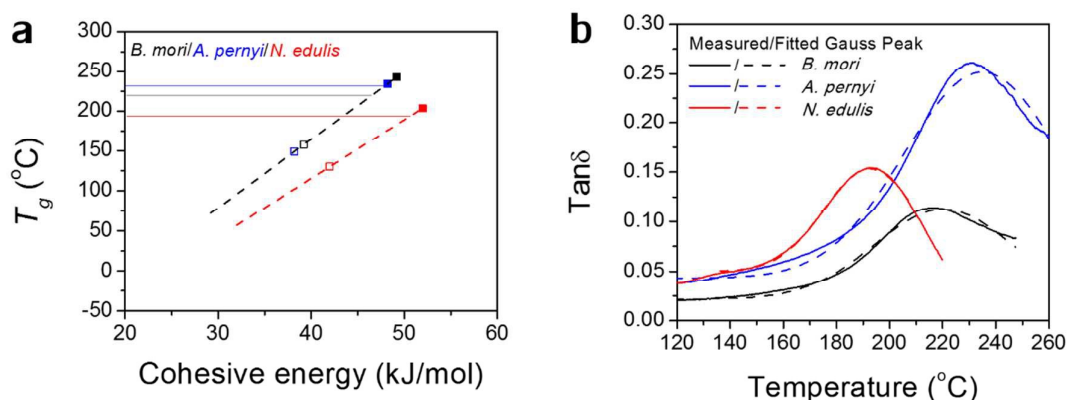 a
B. mori/A. pernyi/N. edulis
300
250
200
150
100
50
0
-50
20 30 40 50 60
Tg (°C)
Cohesive energy (kJ/mol)
b
Measured/Fitted Gauss Peak
B. mori
A. pernyi
N. edulis
0.30
0.25
0.20
0.15
0.10
0.05
0.00
120 140 160 180 200 220 240 260
Tanδ
Temperature (°C)